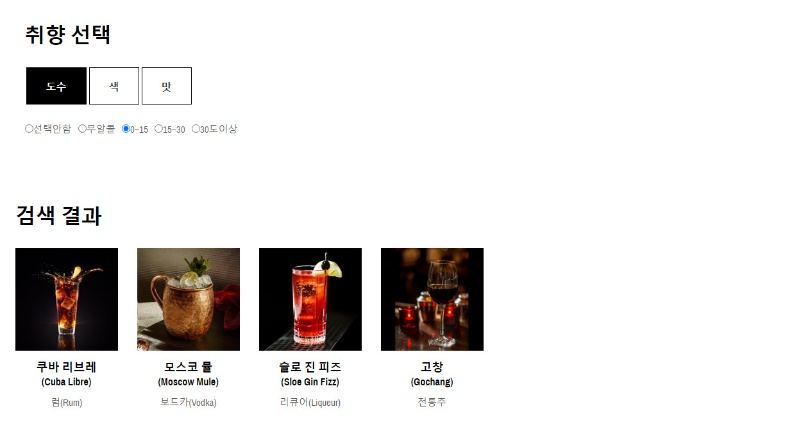 취향 선택
도수 색 맛
선택안함 무알콜 0-15 15-30 30도이상
검색 결과
쿠바 리브레 모스코 뮬 슬로 진 피즈 고창
(Cuba Libre) (Moscow Mule) (Sloe Gin Fizz) (Gochang)
럼(Rum) 보드카(Vodka) 리큐어(Liqueur) 전통주